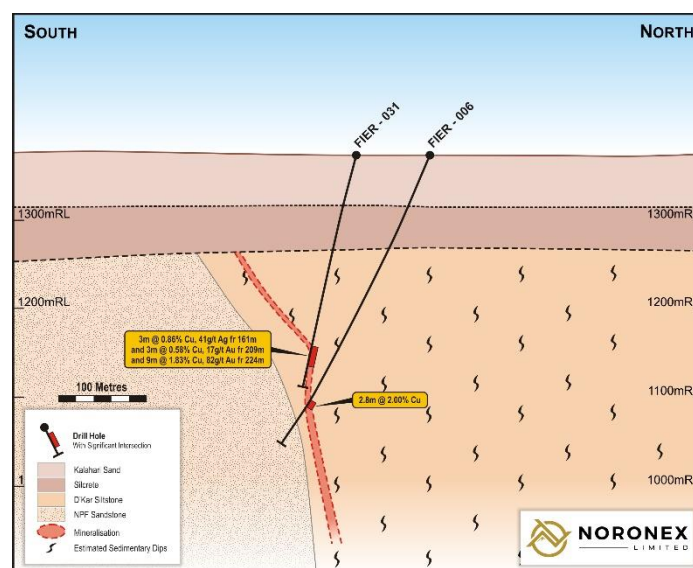 SOUTH
NORTH
FIER - 031
FIER - 006
1300mRL
1300mR
1200mRL
1200mR
3m @ 0.86% Cu, 41g/t Ag fr 161m
and 3m @ 0.58% Cu, 17g/t Au fr 209m
and 9m @ 1.83% Cu, 82g/t Au fr 224m
100 Metres
1100mR
2.8m @ 2.00% Cu
Drill Hole
With Significant Intersection
Kalahari Sand
Silcrete
D'Kar Siltstone
NPF Sandstone
Mineralisation
Estimated Sedimentary Dips
1
1000mR
NORONEX
LIMITED